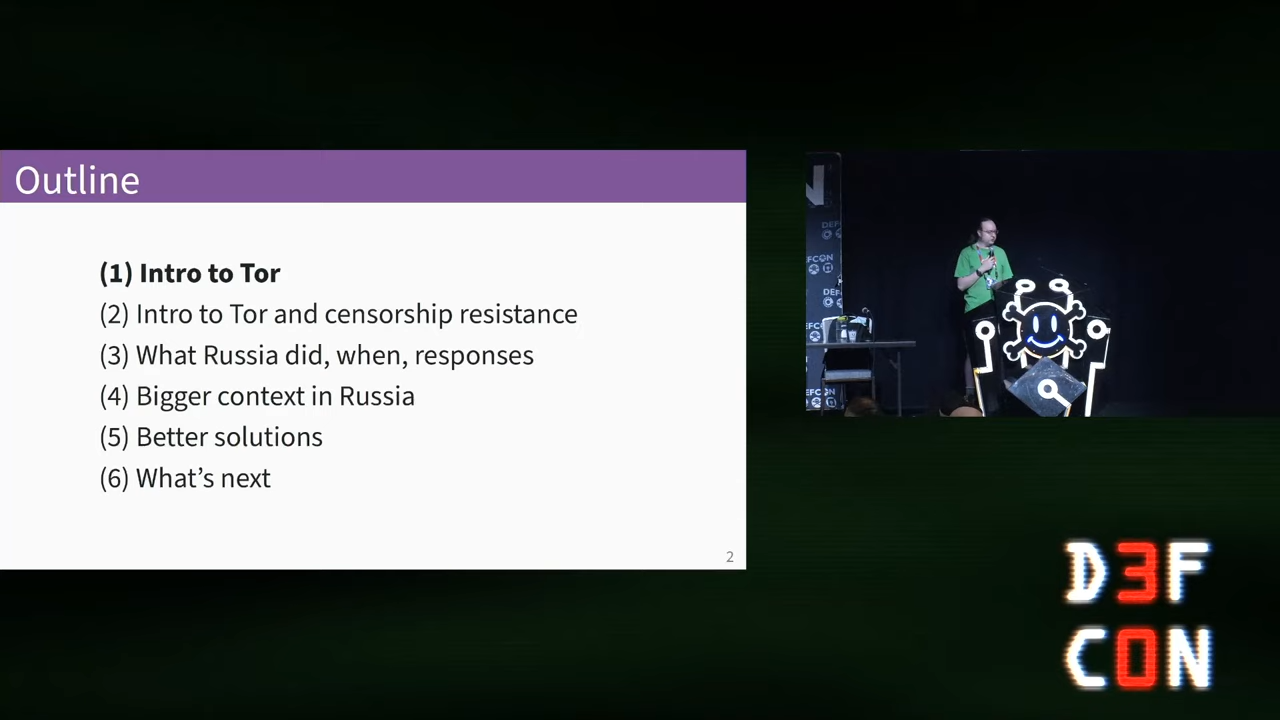 Outline
(1) Intro to Tor
(2) Intro to Tor and censorship resistance
(3) What Russia did, when, responses
(4) Bigger context in Russia
(5) Better solutions
(6) What's next
2
D3F
C0N